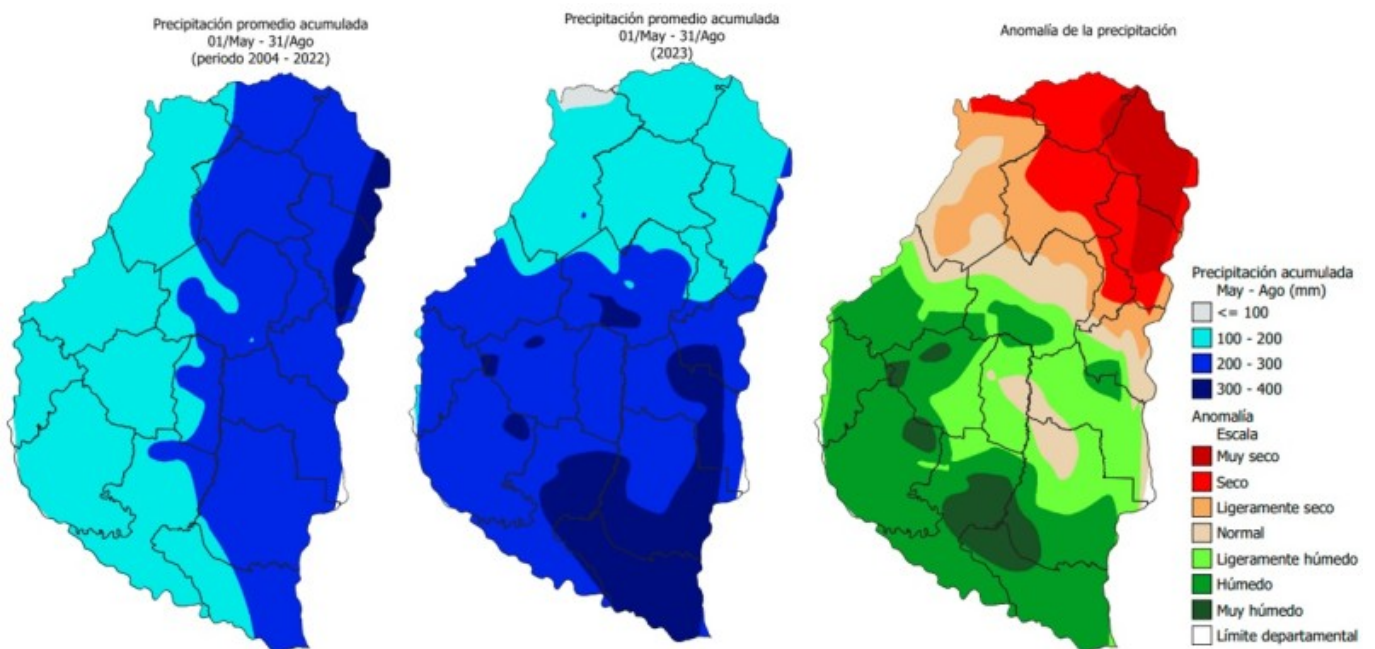 Precipitación promedio acumulada
01/May - 31/Ago
(periodo 2004 - 2022)
Precipitación promedio acumulada
01/May - 31/Ago
(2023)
Anomalía de la precipitación
Precipitación acumulada
May - Ago (mm)
<= 100
100 - 200
200 - 300
300 - 400
Anomalía
Escala
Muy seco
Seco
Ligeramente seco
Normal
Ligeramente húmedo
Húmedo
Muy húmedo
Límite departamental